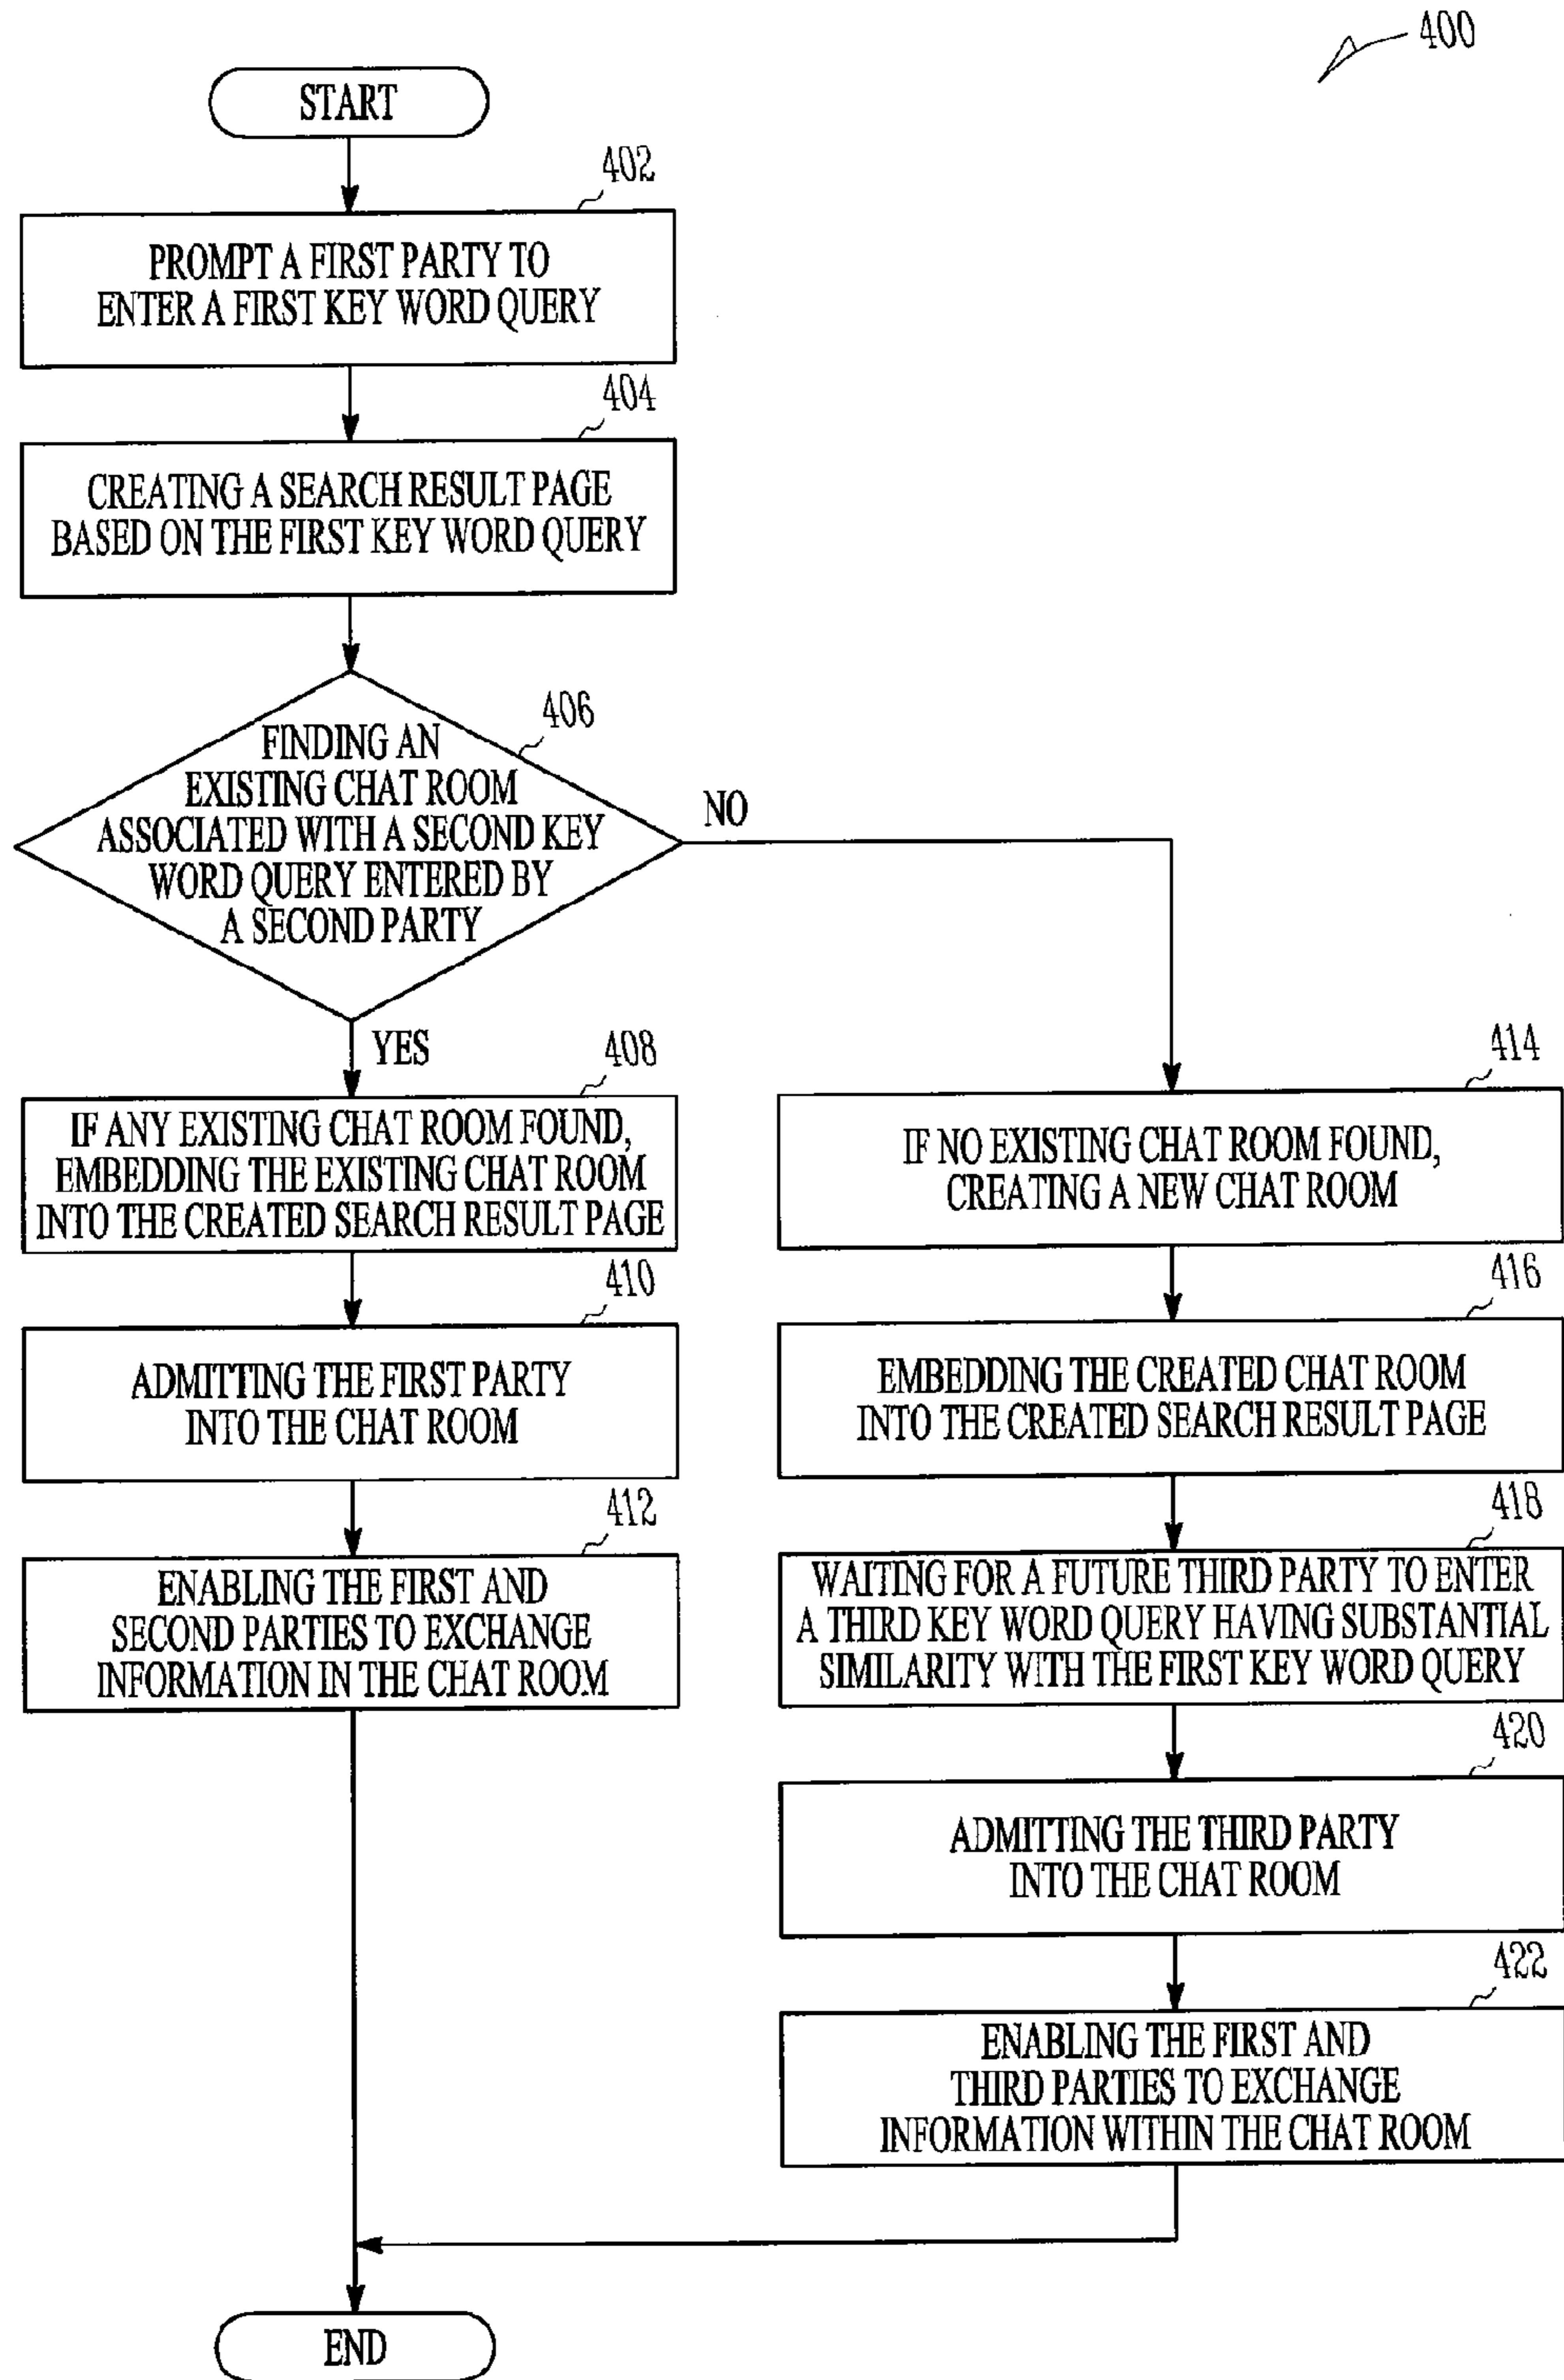 400
START
402
PROMPT A FIRST PARTY TO
ENTER A FIRST KEY WORD QUERY
404
CREATING A SEARCH RESULT PAGE
BASED ON THE FIRST KEY WORD QUERY
406
FINDING AN
EXISTING CHAT ROOM
ASSOCIATED WITH A SECOND KEY
WORD QUERY ENTERED BY
A SECOND PARTY
NO
YES
408
IF ANY EXISTING CHAT ROOM FOUND,
EMBEDDING THE EXISTING CHAT ROOM
INTO THE CREATED SEARCH RESULT PAGE
410
ADMITTING THE FIRST PARTY
INTO THE CHAT ROOM
412
ENABLING THE FIRST AND
SECOND PARTIES TO EXCHANGE
INFORMATION IN THE CHAT ROOM
414
IF NO EXISTING CHAT ROOM FOUND,
CREATING A NEW CHAT ROOM
416
EMBEDDING THE CREATED CHAT ROOM
INTO THE CREATED SEARCH RESULT PAGE
418
WAITING FOR A FUTURE THIRD PARTY TO ENTER
A THIRD KEY WORD QUERY HAVING SUBSTANTIAL
SIMILARITY WITH THE FIRST KEY WORD QUERY
420
ADMITTING THE THIRD PARTY
INTO THE CHAT ROOM
422
ENABLING THE FIRST AND
THIRD PARTIES TO EXCHANGE
INFORMATION WITHIN THE CHAT ROOM
END